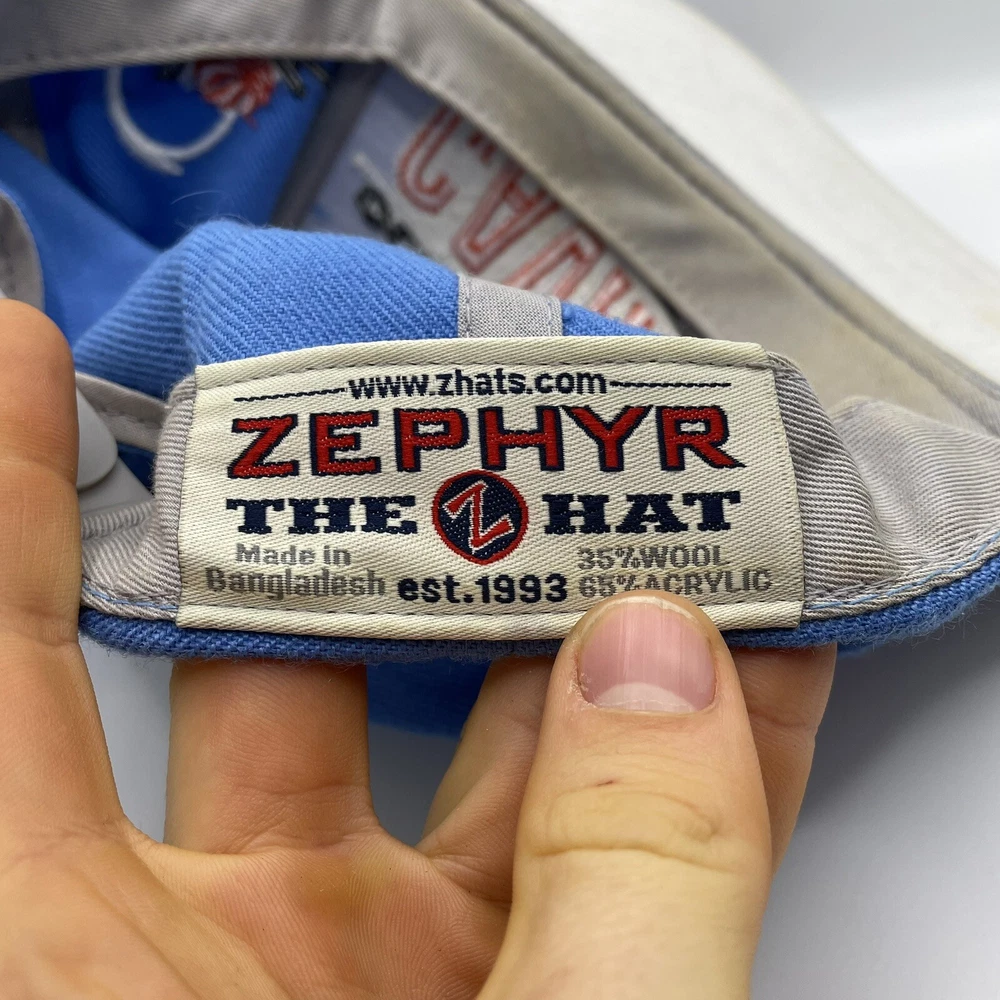 www.zhats.com
ZEPHYR
THE Z HAT
Made in
Bangladesh
est.1993
35%WOOL
65%ACRYLIC